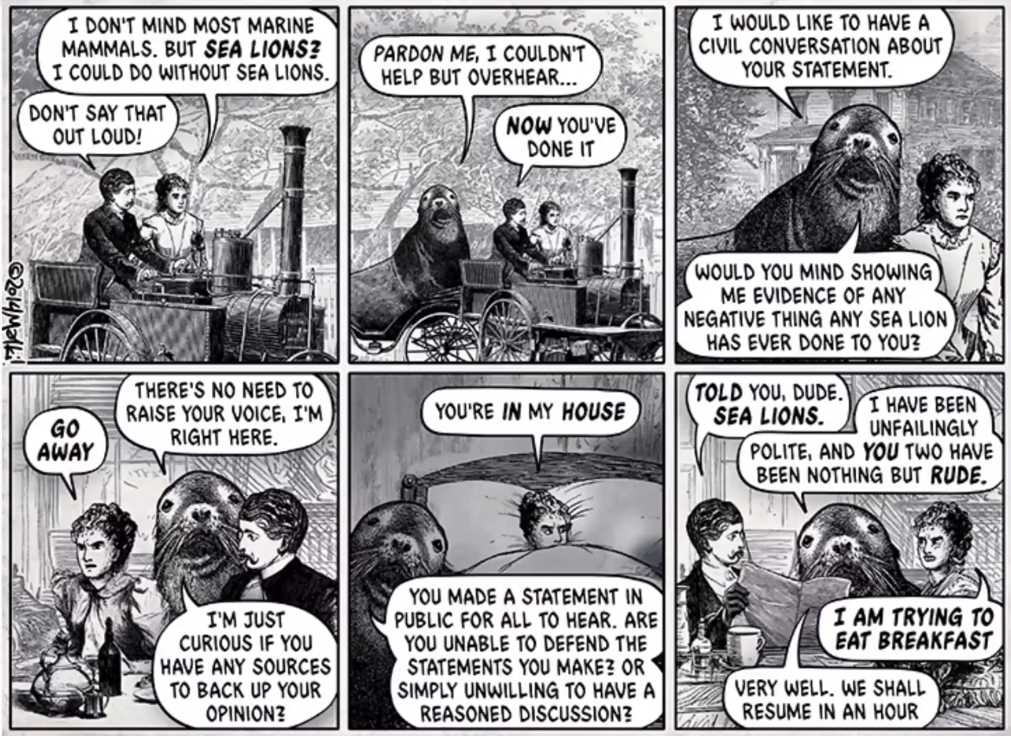 I DON'T MIND MOST MARINE
MAMMALS. BUT SEA LIONS?
I COULD DO WITHOUT SEA LIONS.
DON'T SAY THAT
OUT LOUD!
PARDON ME, I COULDN'T
HELP BUT OVERHEAR...
NOW YOU'VE
DONE IT
I WOULD LIKE TO HAVE A
CIVIL CONVERSATION ABOUT
YOUR STATEMENT.
WOULD YOU MIND SHOWING
ME EVIDENCE OF ANY
NEGATIVE THING ANY SEA LION
HAS EVER DONE TO YOU?
GO
AWAY
THERE'S NO NEED TO
RAISE YOUR VOICE, I'M
RIGHT HERE.
I'M JUST
CURIOUS IF YOU
HAVE ANY SOURCES
TO BACK UP YOUR
OPINION?
YOU'RE IN MY HOUSE
YOU MADE A STATEMENT IN
PUBLIC FOR ALL TO HEAR. ARE
YOU UNABLE TO DEFEND THE
STATEMENTS YOU MAKE? OR
SIMPLY UNWILLING TO HAVE A
REASONED DISCUSSION?
TOLD YOU, DUDE.
SEA LIONS.
I HAVE BEEN
UNFAILINGLY
POLITE, AND YOU TWO HAVE
BEEN NOTHING BUT RUDE.
I AM TRYING TO
EAT BREAKFAST
VERY WELL. WE SHALL
RESUME IN AN HOUR